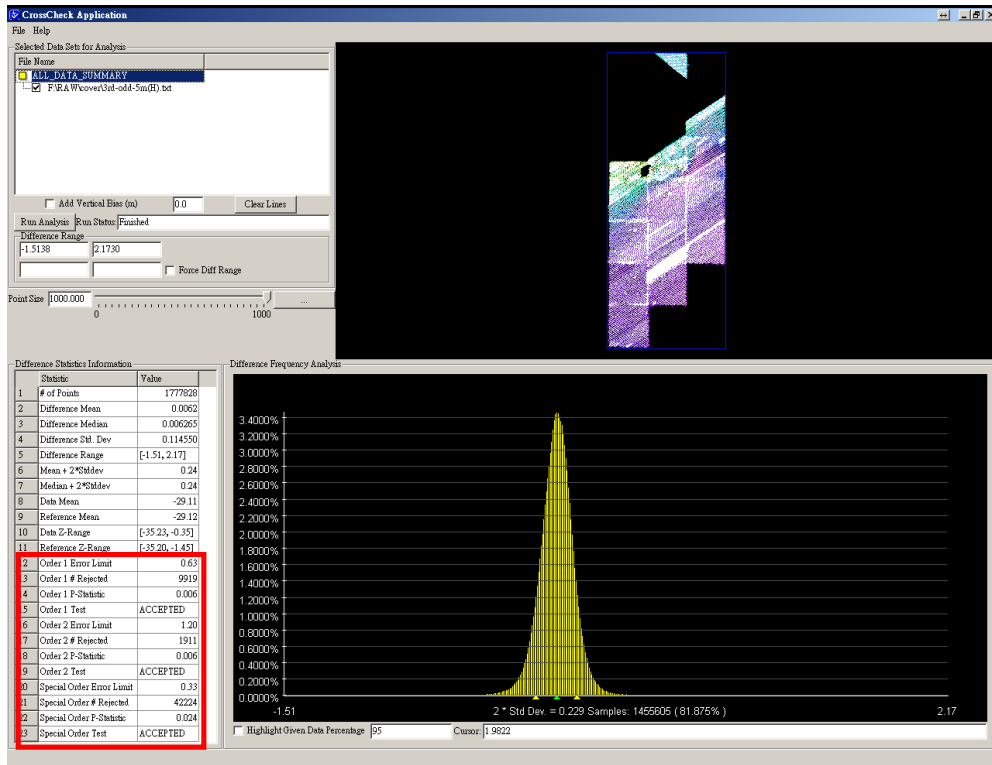 CrossCheck Application
File Help
Selected Data Sets for Analysis
File Name
ALL_DATA_SUMMARY
F:\RAW\cover\3rd-odd-5m(H).txt
Add Vertical Bias (m) 0.0 Clear Lines
Run Analysis Run Status: Finished
Difference Range
-1.5138 2.1730
Force Diff Range
Point Size 1000.000 ...
0 1000
Difference Statistics Information
Statistic Value
1 # of Points 1777828
2 Difference Mean 0.0062
3 Difference Median 0.006265
4 Difference Std. Dev 0.114550
5 Difference Range [-1.51, 2.17]
6 Mean + 2*Stddev 0.24
7 Median + 2*Stddev 0.24
8 Data Mean -29.11
9 Reference Mean -29.12
10 Data Z-Range [-35.23, -0.35]
11 Reference Z-Range [-35.20, -1.45]
12 Order 1 Error Limit 0.63
13 Order 1 # Rejected 9919
14 Order 1 P-Statistic 0.006
15 Order 1 Test ACCEPTED
16 Order 2 Error Limit 1.20
17 Order 2 # Rejected 1911
18 Order 2 P-Statistic 0.006
19 Order 2 Test ACCEPTED
20 Special Order Error Limit 0.33
21 Special Order # Rejected 42224
22 Special Order P-Statistic 0.024
23 Special Order Test ACCEPTED
Difference Frequency Analysis
3.4000%
3.2000%
3.0000%
2.8000%
2.6000%
2.4000%
2.2000%
2.0000%
1.8000%
1.6000%
1.4000%
1.2000%
1.0000%
0.8000%
0.6000%
0.4000%
0.2000%
0.0000%
-1.51 2 * Std Dev. = 0.229 Samples: 1455605 ( 81.875% ) 2.17
Highlight Given Data Percentage 95 Cursor: 1.9822